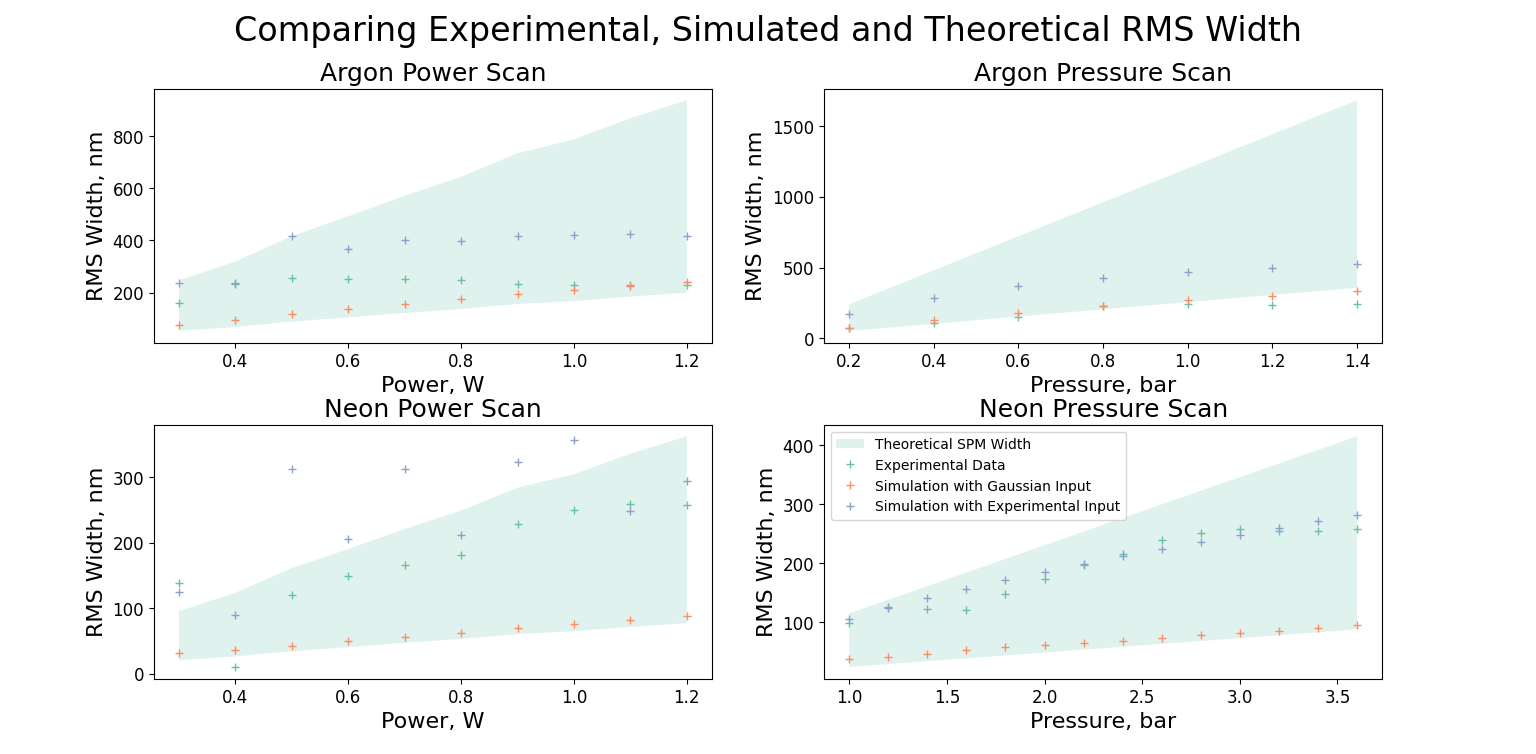 Comparing Experimental, Simulated and Theoretical RMS Width
Argon Power Scan
RMS Width, nm
800
600
400
200
0.4 0.6 0.8 1.0 1.2
Power, W
Argon Pressure Scan
RMS Width, nm
1500
1000
500
0
0.2 0.4 0.6 0.8 1.0 1.2 1.4
Pressure, bar
Neon Power Scan
RMS Width, nm
300
200
100
0
0.4 0.6 0.8 1.0 1.2
Power, W
Neon Pressure Scan
RMS Width, nm
400
300
200
100
Theoretical SPM Width
Experimental Data
Simulation with Gaussian Input
Simulation with Experimental Input
1.0 1.5 2.0 2.5 3.0 3.5
Pressure, bar